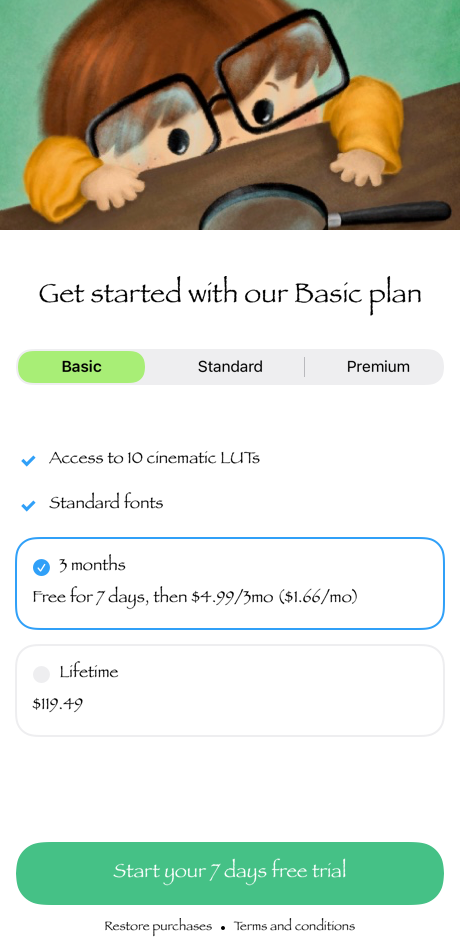 Get started with our Basic plan
Basic Standard Premium
Access to 10 cinematic LUTs
Standard fonts
3 months
Free for 7 days, then $4.99/3mo ($1.66/mo)
Lifetime
$119.49
Start your 7 days free trial
Restore purchases • Terms and conditions